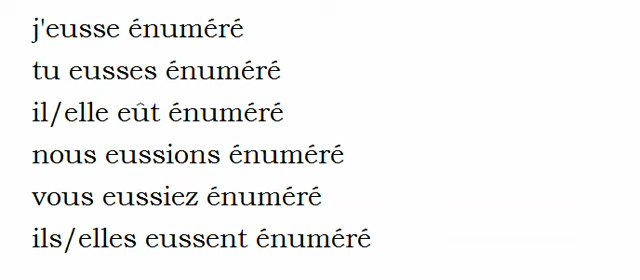 j'eusse énuméré
tu eusses énuméré
il/elle eût énuméré
nous eussions énuméré
vous eussiez énuméré
ils/elles eussent énuméré